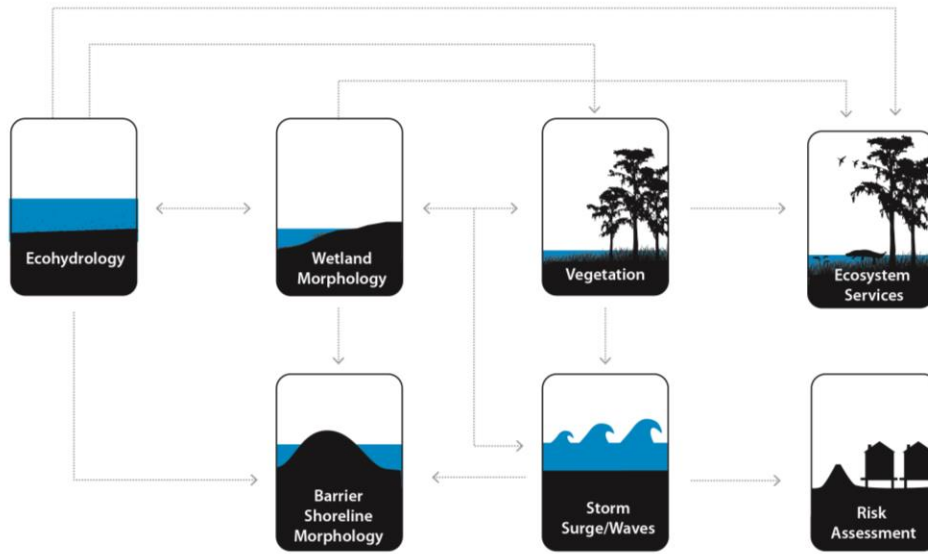 Ecohydrology
Wetland
Morphology
Vegetation
Ecosystem
Services
Barrier
Shoreline
Morphology
Storm
Surge/Waves
Risk
Assessment